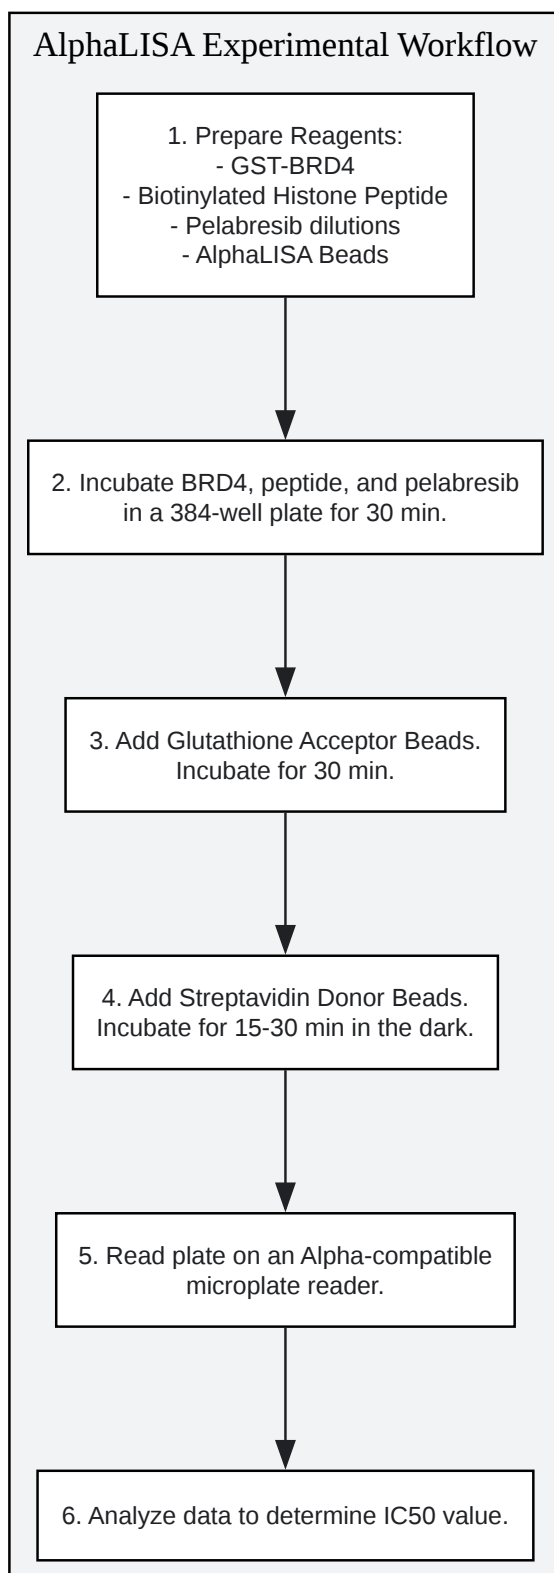 AlphaLISA Experimental Workflow
1. Prepare Reagents:
- GST-BRD4
- Biotinylated Histone Peptide
- Pelabresib dilutions
- AlphaLISA Beads
2. Incubate BRD4, peptide, and pelabresib
in a 384-well plate for 30 min.
3. Add Glutathione Acceptor Beads.
Incubate for 30 min.
4. Add Streptavidin Donor Beads.
Incubate for 15-30 min in the dark.
5. Read plate on an Alpha-compatible
microplate reader.
6. Analyze data to determine IC50 value.